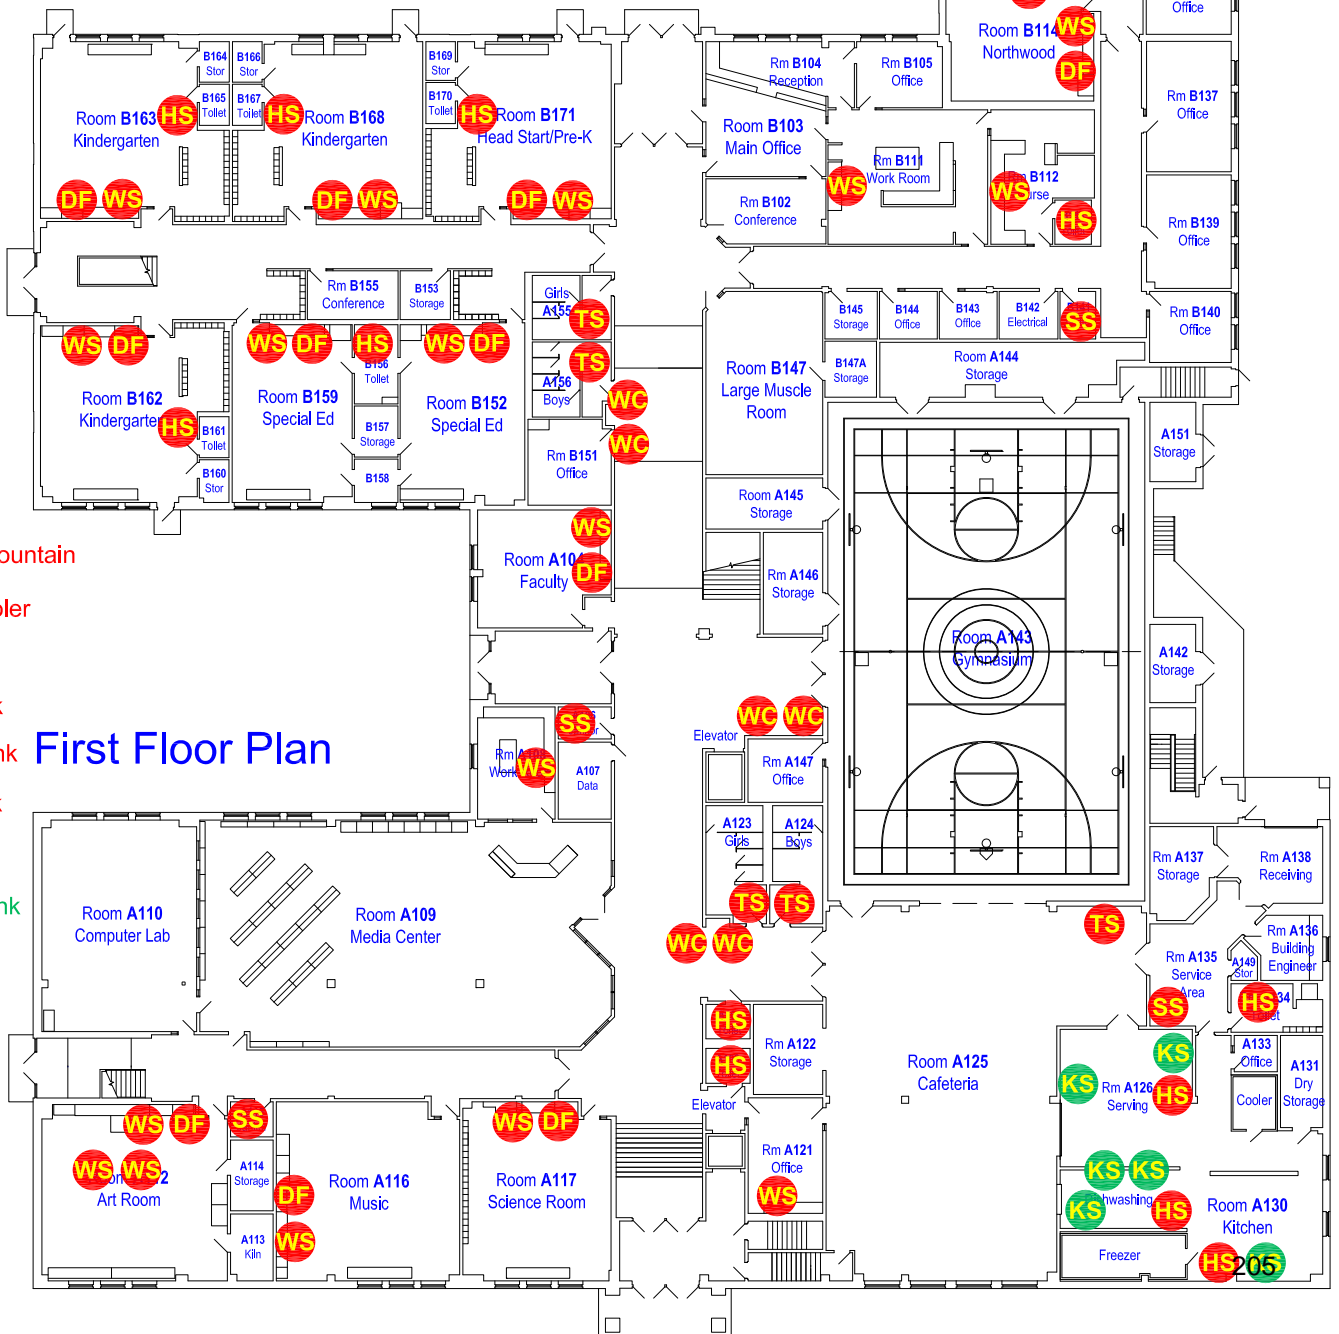 Office
WS
Room B114
Northwood
DF
B164
Stor
B166
Stor
B169
Stor
Rm B104
Reception
Rm B105
Office
B165
Toilet
B167
Toilet
B170
Toilet
Rm B137
Office
HS
HS
HS
Room B163
Kindergarten
Room B168
Kindergarten
Room B171
Head Start/Pre-K
Room B103
Main Office
Rm B111
Work Room
WS
B112
WS
DF
WS
DF
WS
DF
WS
Rm B102
Conference
HS
Rm B139
Office
Rm B155
Conference
B153
Storage
Girls
A155
TS
B145
Storage
B144
Office
B143
Office
B142
Electrical
SS
Rm B140
Office
WS
DF
WS
DF
HS
WS
DF
TS
B156
Toilet
A156
Boys
WC
Room B147
Large Muscle
Room
B147A
Storage
Room A144
Storage
Room B162
Kindergarten
Room B159
Special Ed
Room B152
Special Ed
HS
B161
Toilet
B157
Storage
WC
A151
Storage
B160
Stor
B158
Rm B151
Office
Room A145
Storage
WS
ountain
Room A104
Faculty
DF
Rm A146
Storage
oler
Room A143
Gymnasium
A142
Storage
k
SS
WC
WC
Elevator
nk
First Floor Plan
Rm
Work
WS
A107
Data
Rm A147
Office
k
A123
Girls
A124
Boys
Rm A137
Storage
Rm A138
Receiving
nk
Room A110
Computer Lab
Room A109
Media Center
TS
TS
TS
WC
WC
Rm A136
Building
Engineer
Rm A135
Service
Area
A149
Stor
SS
HS
34
HS
Rm A122
Storage
HS
Room A125
Cafeteria
KS
A133
Office
A131
Dry
Storage
KS
Rm A126
Serving
HS
Cooler
Elevator
WS
DF
SS
WS
DF
WS
WS
Art Room
A114
Storage
Room A116
Music
DF
Room A117
Science Room
Rm A121
Office
WS
KS
KS
KS
HS
Room A130
Kitchen
A113
Kiln
WS
Freezer
HS
KS
205